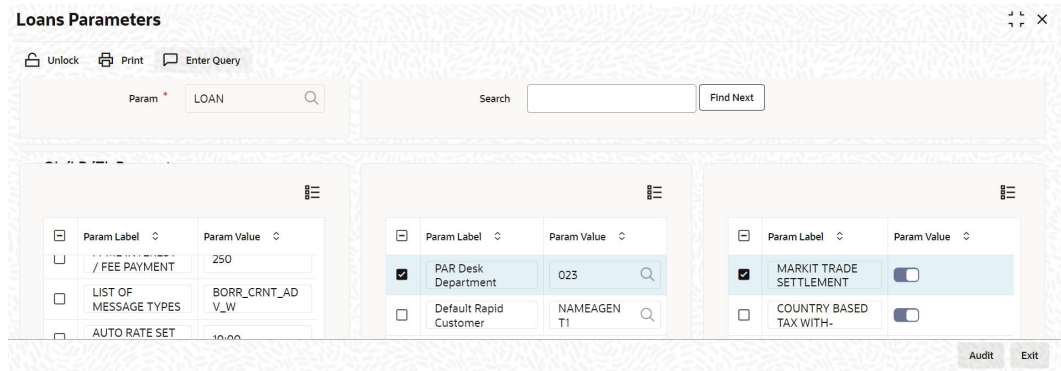 Loans Parameters
Unlock Print Enter Query
Param * LOAN
Search Find Next
Param Label Param Value
/ FEE PAYMENT 250
LIST OF MESSAGE TYPES
BORR_CRNT_AD
V_W
AUTO RATE SET
Param Label Param Value
PAR Desk
Department
023
Default Rapid
Customer
NAMEAGEN
T1
Param Label Param Value
MARKIT TRADE
SETTLEMENT
COUNTRY BASED
TAX WITH-
Audit Exit